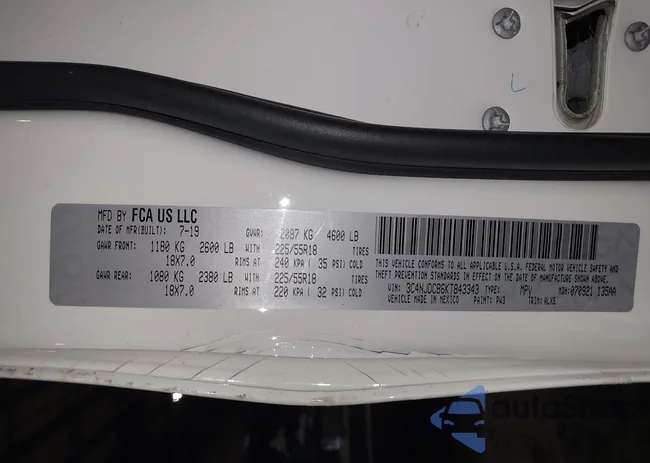 L
MFD BY FCA US LLC
DATE OF MFR(BUILT): 7-19 GVWR: 2087 KG / 4600 LB
GAWR FRONT: 1180 KG 2600 LB WITH 225/55R18 TIRES
18X7.0 RIMS AT 240 KPA ( 35 PSI) COLD
GAWR REAR: 1080 KG 2380 LB WITH 225/55R18 TIRES
18X7.0 RIMS AT 220 KPA ( 32 PSI) COLD
THIS VEHICLE CONFORMS TO ALL APPLICABLE U.S.A. FEDERAL MOTOR VEHICLE SAFETY AND
THEFT PREVENTION STANDARDS IN EFFECT ON THE DATE OF MANUFACTURE SHOWN ABOVE.
VIN: 3C4NJDCB6KT843343 TYPE: MPV MDH: 070921 135AA
VEHICLE MADE IN MEXICO PAINT: PW3 TRIM: ALXS